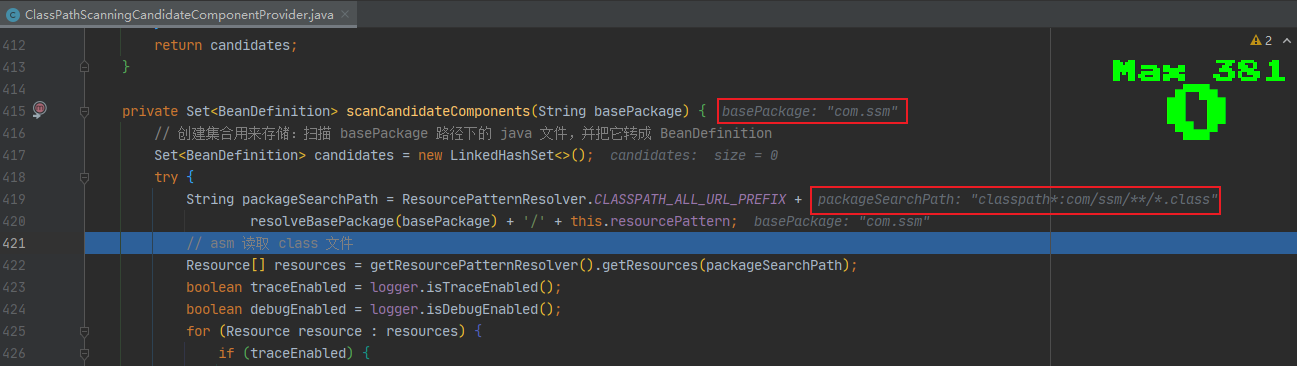 ClassPathScanningCandidateComponentProvider.java
412 return candidates;
413 }
414
415 private Set<BeanDefinition> scanCandidateComponents(String basePackage) { basePackage: "com.ssm"
416 // 创建集合用来存储：扫描 basePackage 路径下的 java 文件，并把它转成 BeanDefinition
417 Set<BeanDefinition> candidates = new LinkedHashSet<>(); candidates: size = 0
418 try {
419 String packageSearchPath = ResourcePatternResolver.CLASSPATH_ALL_URL_PREFIX + packageSearchPath: "classpath*:com/ssm/**/*.class"
420 resolveBasePackage(basePackage) + '/' + this.resourcePattern; basePackage: "com.ssm"
421 // asm 读取 class 文件
422 Resource[] resources = getResourcePatternResolver().getResources(packageSearchPath);
423 boolean traceEnabled = logger.isTraceEnabled();
424 boolean debugEnabled = logger.isDebugEnabled();
425 for (Resource resource : resources) {
426 if (traceEnabled) {
2
Max 381
0